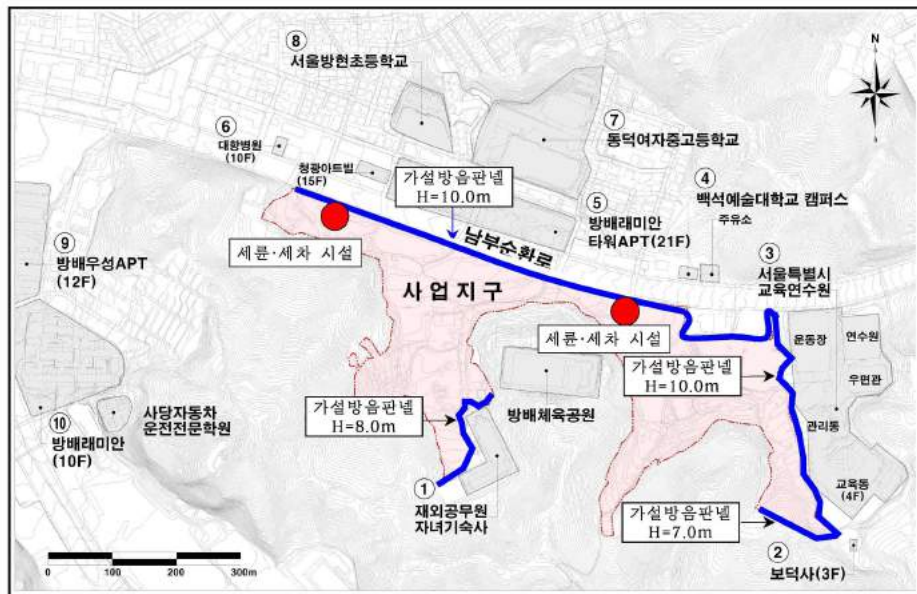 ⑧
서울방현초등학교
N
⑦
동덕여자중고등학교
⑥
대항병원
(10F)
청광아트빌
(15F)
가설방음판넬
H=10.0m
④
백석예술대학교 캠퍼스
주유소
⑤
방배래미안
타워APT(21F)
남부순환로
⑨
방배우성APT
(12F)
세륜·세차 시설
사업지구
③
서울특별시
교육연수원
세륜·세차 시설
운동장
연수원
우면관
가설방음판넬
H=10.0m
가설방음판넬
H=8.0m
방배체육공원
관리동
⑩
방배래미안
(10F)
사당자동차
운전전문학원
①
재외공무원
자녀기숙사
교육동
(4F)
가설방음판넬
H=7.0m
②
보덕사(3F)
0 100 200 300m